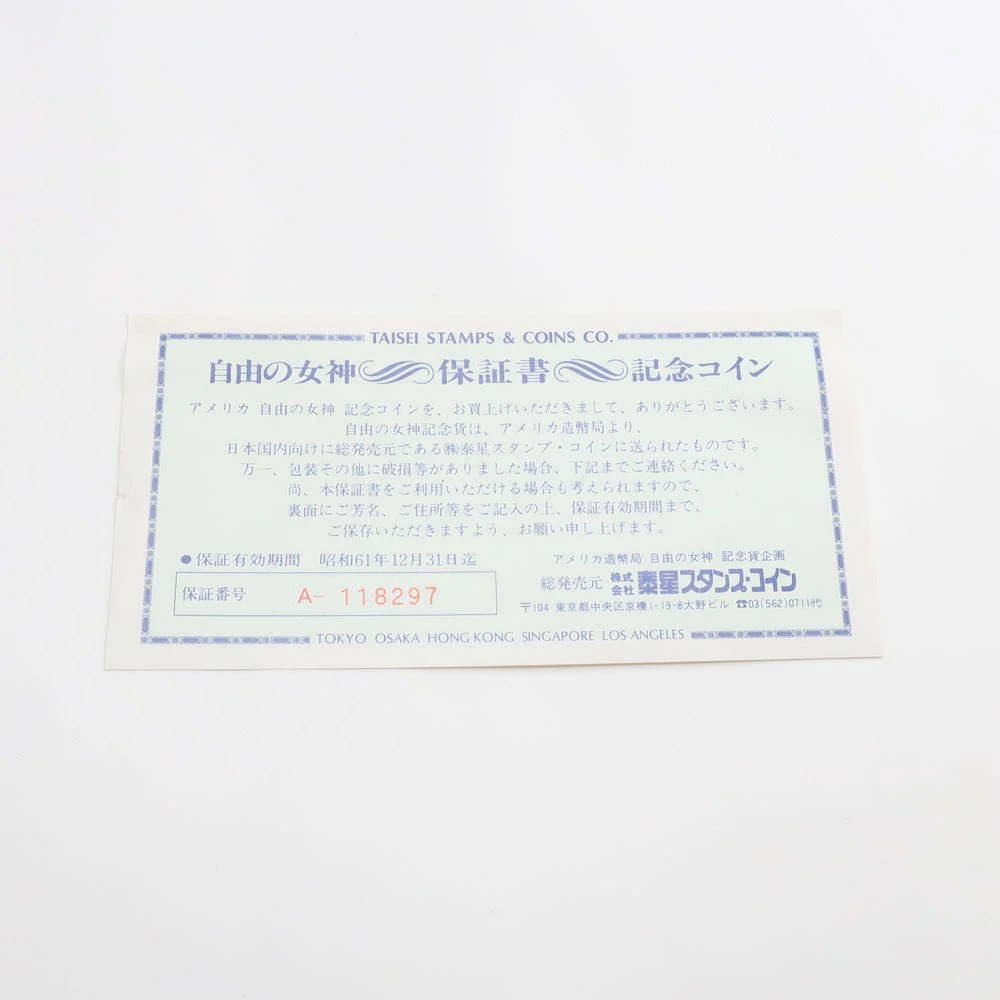 TAISEI STAMPS & COINS CO.
自由の女神 保証書 記念コイン
アメリカ 自由の女神 記念コインを、お買上げいただきまして、ありがとうございます。
自由の女神記念貨は、アメリカ造幣局より、
日本国内向けに総発売元である㈱泰星スタンプ・コインに送られたものです。
万一、包装その他に破損等がありました場合、下記までご連絡ください。
尚、本保証書をご利用いただける場合も考えられますので、
裏面にご芳名、ご住所等をご記入の上、保証有効期間まで、
ご保存いただきますよう、お願い申し上げます。
●保証有効期間 昭和61年12月31日迄
保証番号 A- 118297
アメリカ造幣局 自由の女神 記念貨企画
総発売元 株式会社 泰星スタンプ・コイン
〒104 東京都中央区京橋1-19-8大野ビル ☎03(562)0711(代)
TOKYO OSAKA HONG KONG SINGAPORE LOS ANGELES